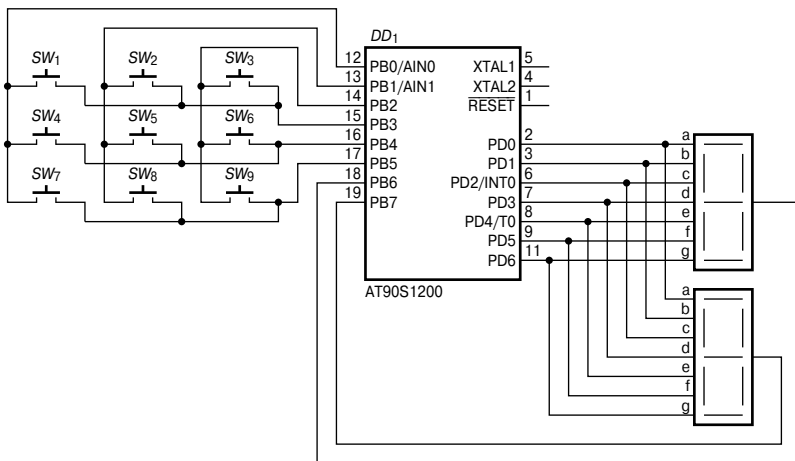 DD1
SW1 SW2 SW3
SW4 SW5 SW6
SW7 SW8 SW9
12 PB0/AIN0
13 PB1/AIN1
14 PB2
15 PB3
16 PB4
17 PB5
18 PB6
19 PB7
XTAL1 5
XTAL2 4
RESET 1
PD0 2
PD1 3
PD2/INT0 6
PD3 7
PD4/T0 8
PD5 9
PD6 11
AT90S1200
a
b
c
d
e
f
g
a
b
c
d
e
f
g